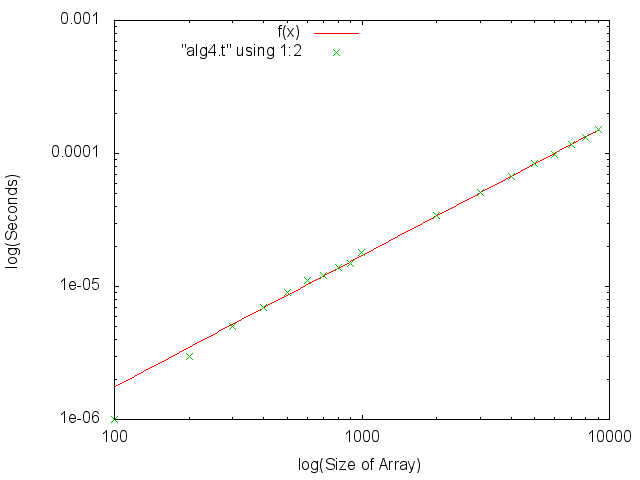 0.001
f(x)
"alg4.t" using 1:2
0.0001
log(Seconds)
1e-05
1e-06
100
1000
10000
log(Size of Array)